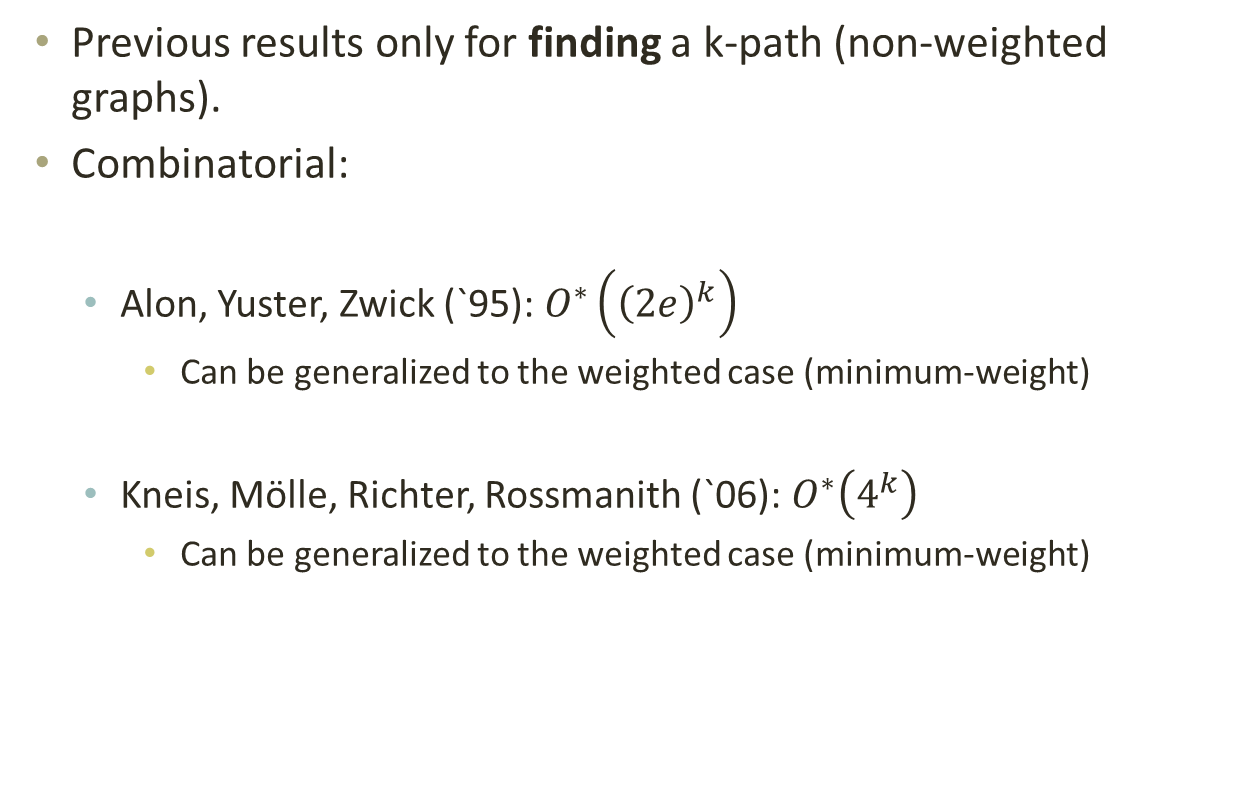 • Previous results only for finding a k-path (non-weighted
graphs).
• Combinatorial:
• Alon, Yuster, Zwick (`95): O*((2e)^k)
• Can be generalized to the weighted case (minimum-weight)
• Kneis, Mölle, Richter, Rossmanith (`06): O*(4^k)
• Can be generalized to the weighted case (minimum-weight)